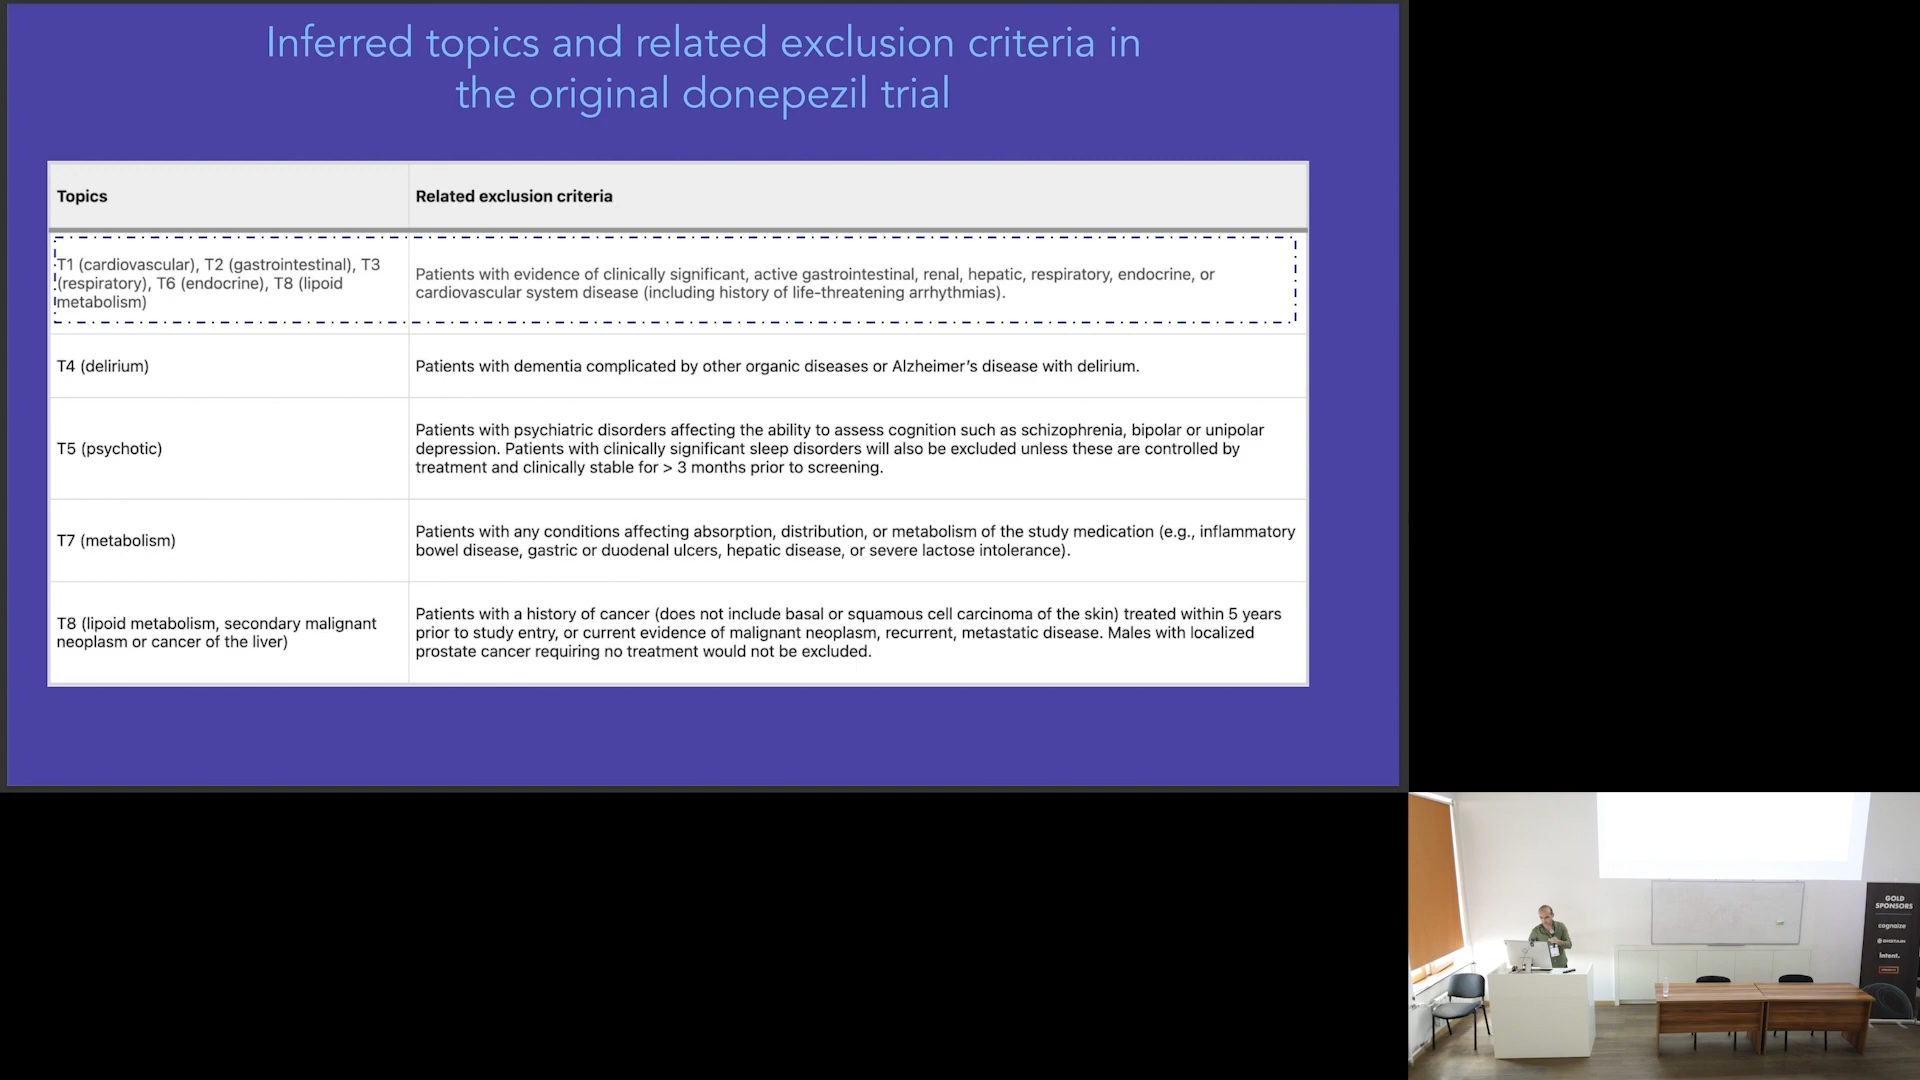 Inferred topics and related exclusion criteria in
the original donepezil trial
Topics
Related exclusion criteria
T1 (cardiovascular), T2 (gastrointestinal), T3
(respiratory), T6 (endocrine), T8 (lipoid
metabolism)
Patients with evidence of clinically significant, active gastrointestinal, renal, hepatic, respiratory, endocrine, or
cardiovascular system disease (including history of life-threatening arrhythmias).
T4 (delirium)
Patients with dementia complicated by other organic diseases or Alzheimer’s disease with delirium.
T5 (psychotic)
Patients with psychiatric disorders affecting the ability to assess cognition such as schizophrenia, bipolar or unipolar
depression. Patients with clinically significant sleep disorders will also be excluded unless these are controlled by
treatment and clinically stable for > 3 months prior to screening.
T7 (metabolism)
Patients with any conditions affecting absorption, distribution, or metabolism of the study medication (e.g., inflammatory
bowel disease, gastric or duodenal ulcers, hepatic disease, or severe lactose intolerance).
T8 (lipoid metabolism, secondary malignant
neoplasm or cancer of the liver)
Patients with a history of cancer (does not include basal or squamous cell carcinoma of the skin) treated within 5 years
prior to study entry, or current evidence of malignant neoplasm, recurrent, metastatic disease. Males with localized
prostate cancer requiring no treatment would not be excluded.
GOLD
SPONSORS
cognaize
DIGITAIN
intent.